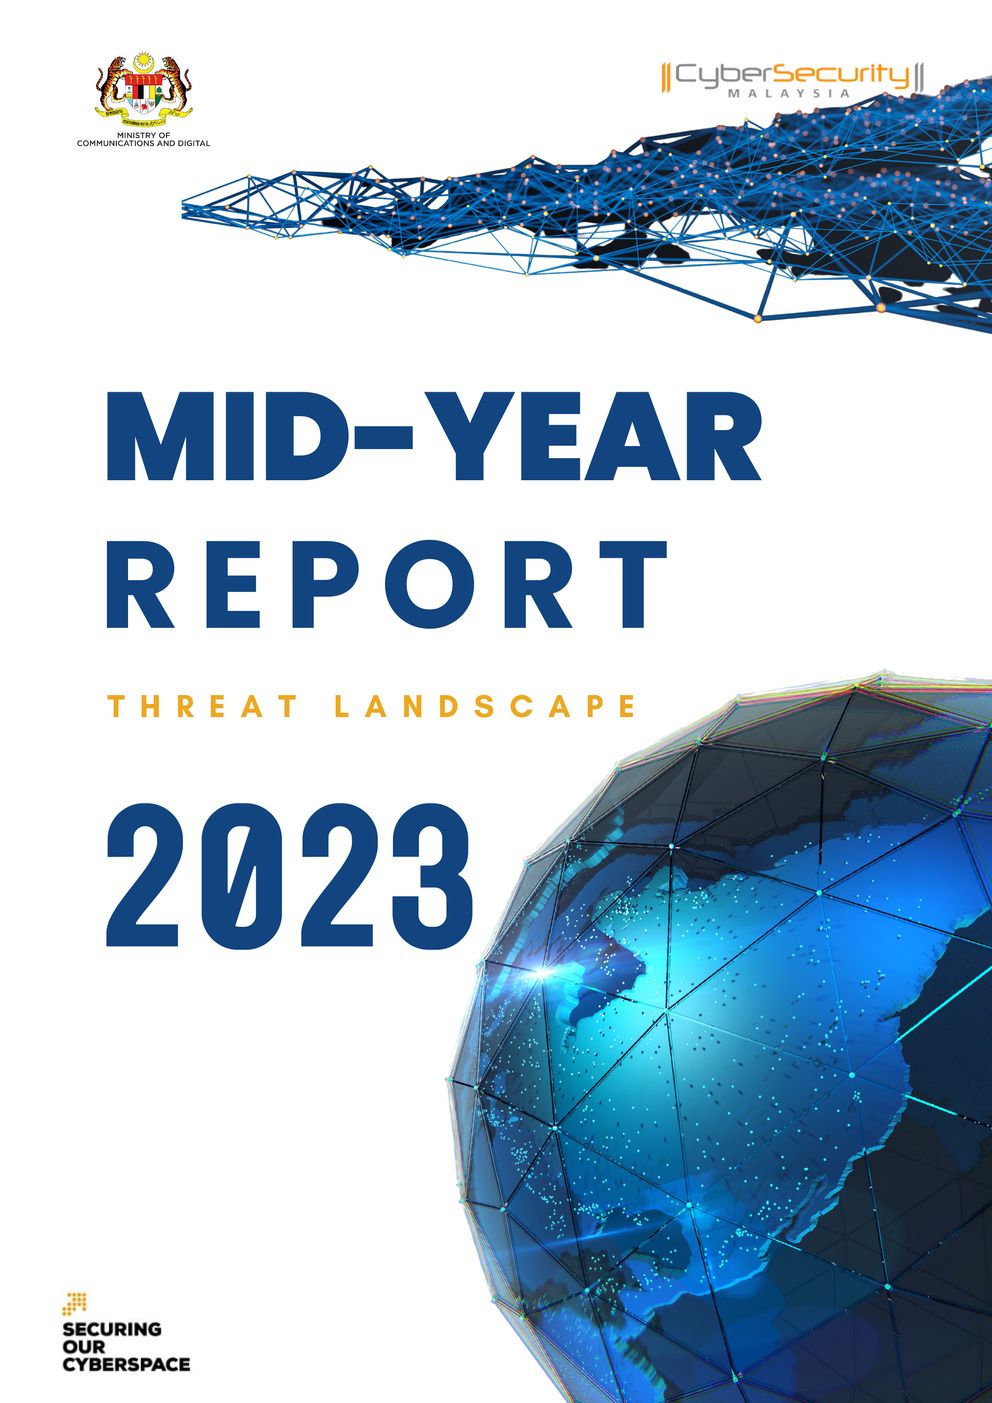 MINISTRY OF
COMMUNICATIONS AND DIGITAL
CyberSecurity
MALAYSIA
MID-YEAR
REPORT
THREAT LANDSCAPE
2023
SECURING
OUR
CYBERSPACE